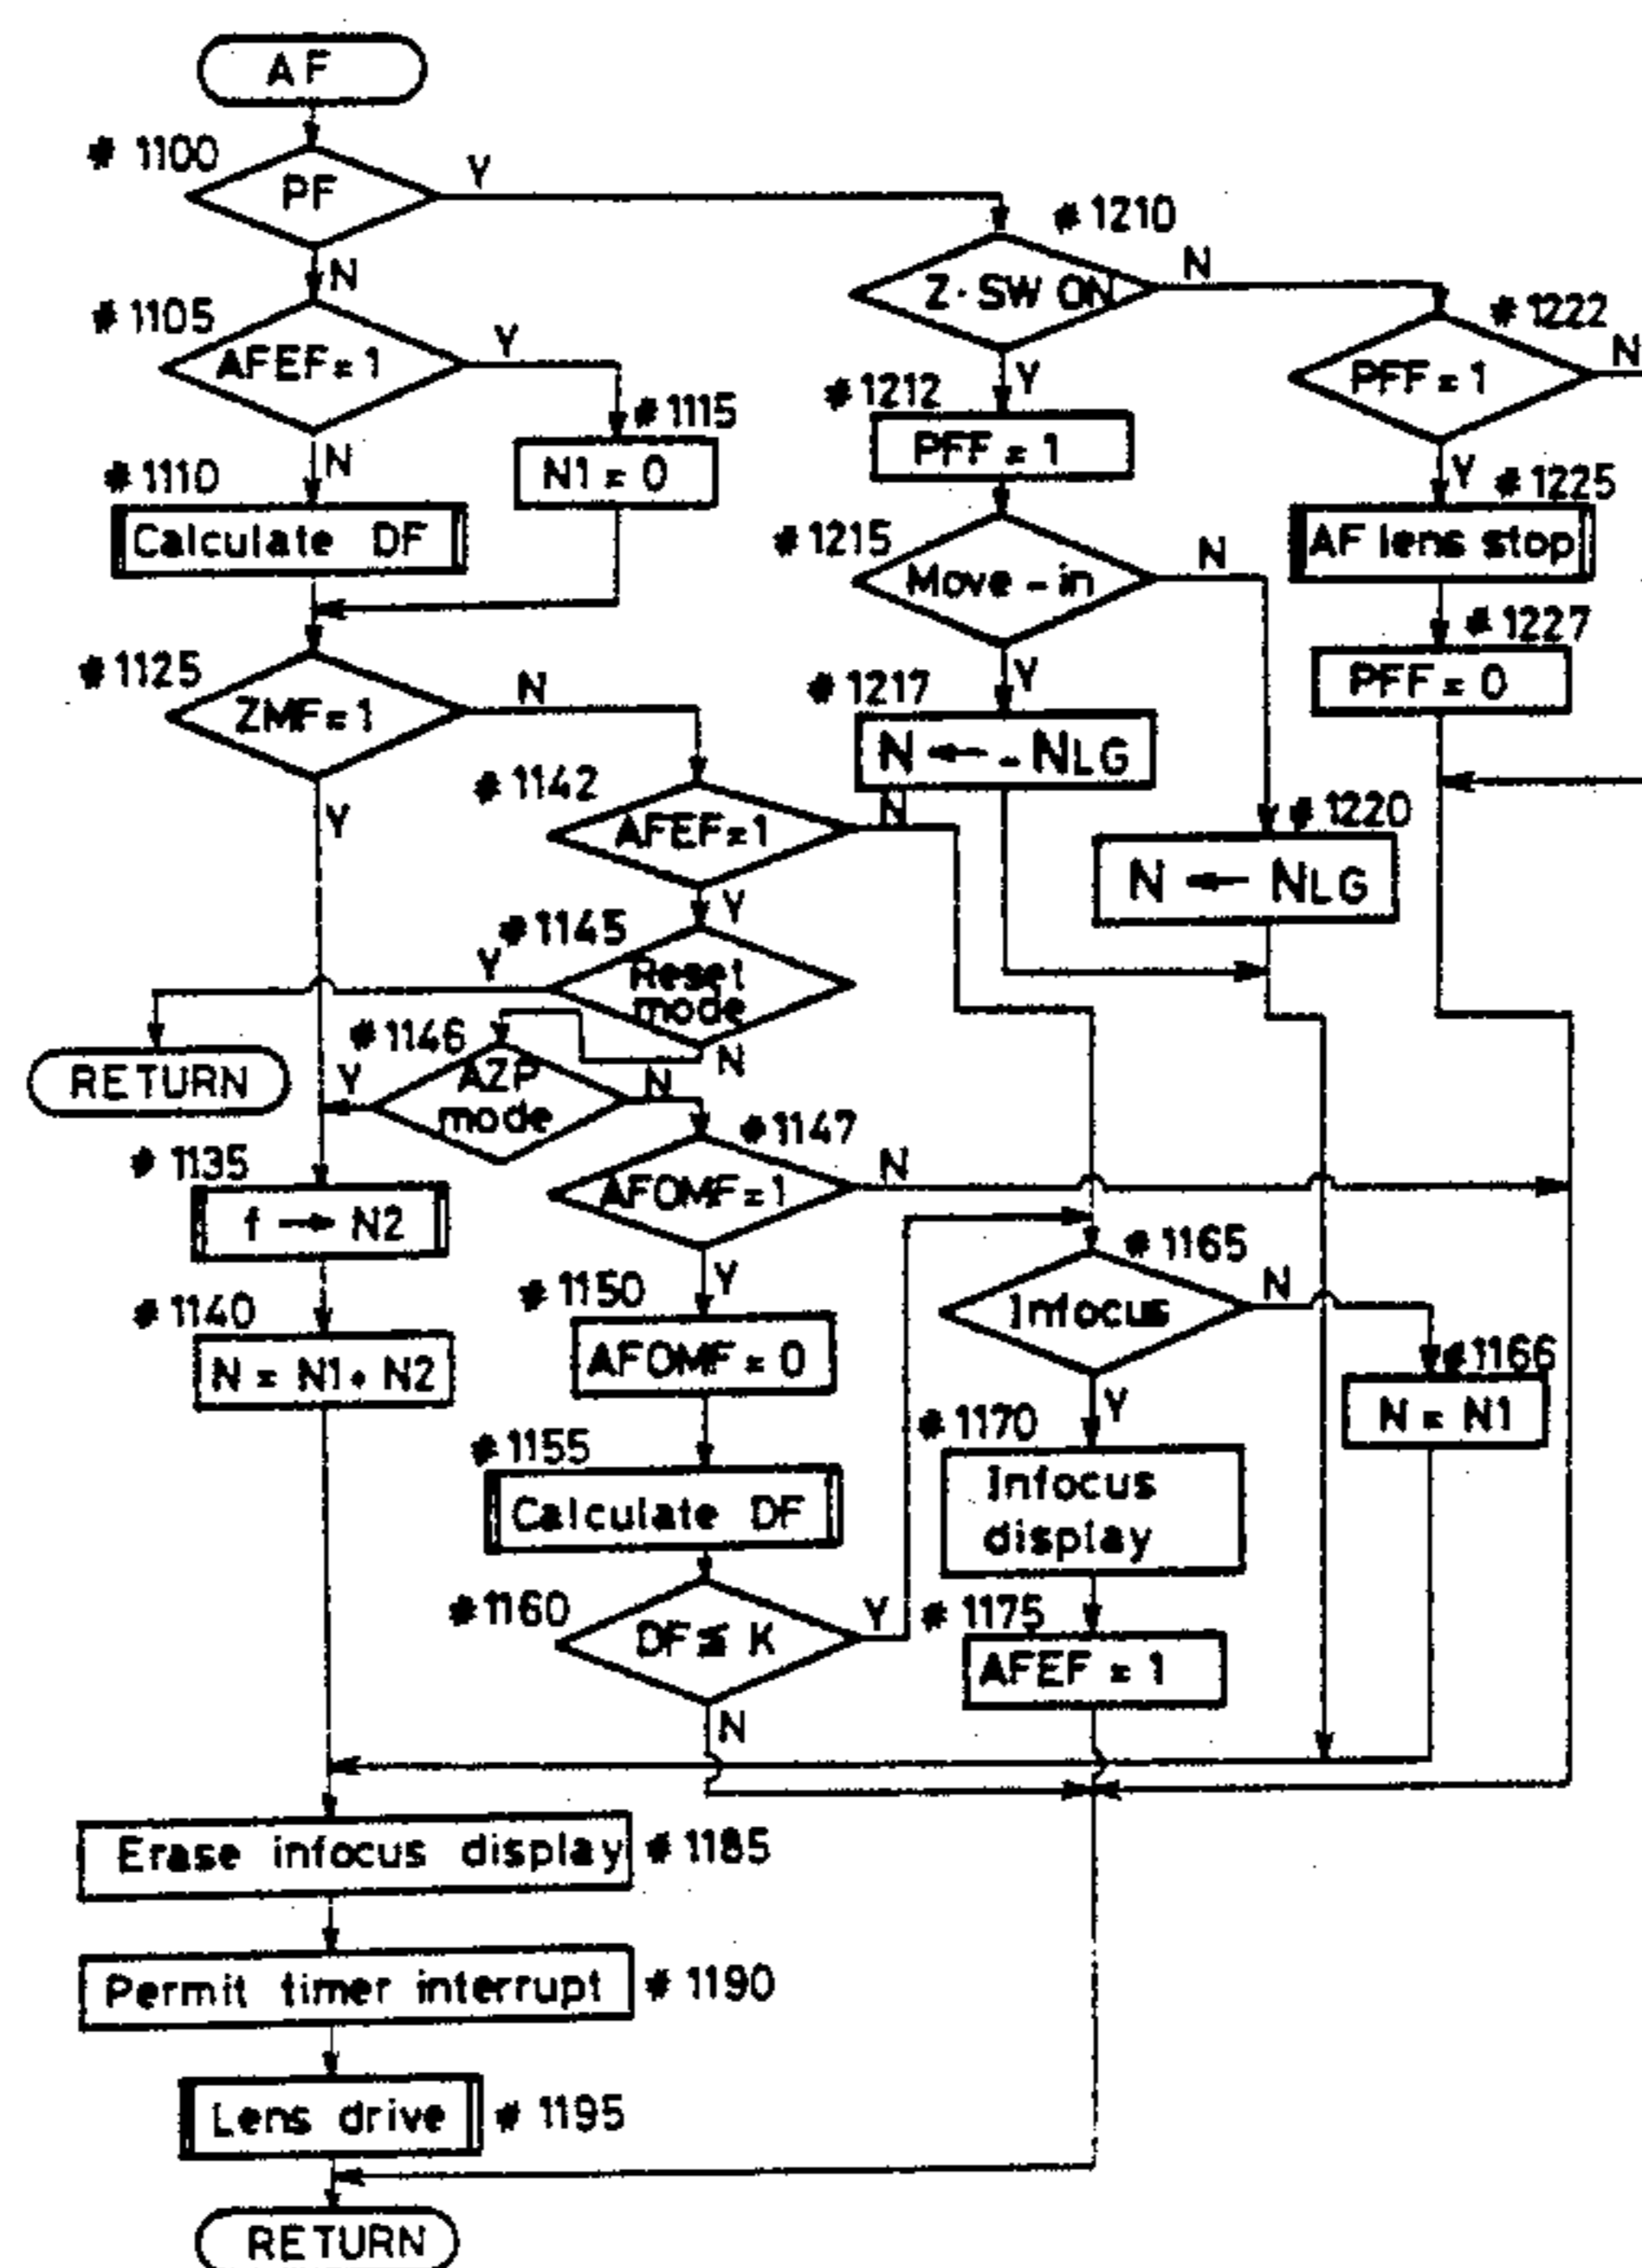 AF
# 1100
PF
Y
N
# 1210
Z·SW ON
N
Y
# 1105
AFEF = 1
Y
N
# 1222
PFF = 1
N
Y
# 1115
N1 = 0
# 1212
PFF = 1
# 1110
Calculate DF
# 1225
AF lens stop
# 1215
Move-in
N
Y
# 1227
PFF = 0
# 1125
ZMF = 1
N
Y
# 1217
N ← -NLG
# 1142
AFEF = 1
N
Y
# 1220
N ← NLG
# 1145
Reset
mode
Y
N
RETURN
# 1146
AZP
mode
Y
N
# 1147
AFOMF = 1
N
Y
# 1135
f → N2
# 1165
Infocus
N
Y
# 1150
AFOMF = 0
# 1140
N = N1 + N2
# 1166
N = N1
# 1170
Infocus
display
# 1155
Calculate DF
# 1160
DF ≦ K
Y
N
# 1175
AFEF = 1
Erase infocus display # 1185
Permit timer interrupt # 1190
Lens drive # 1195
RETURN